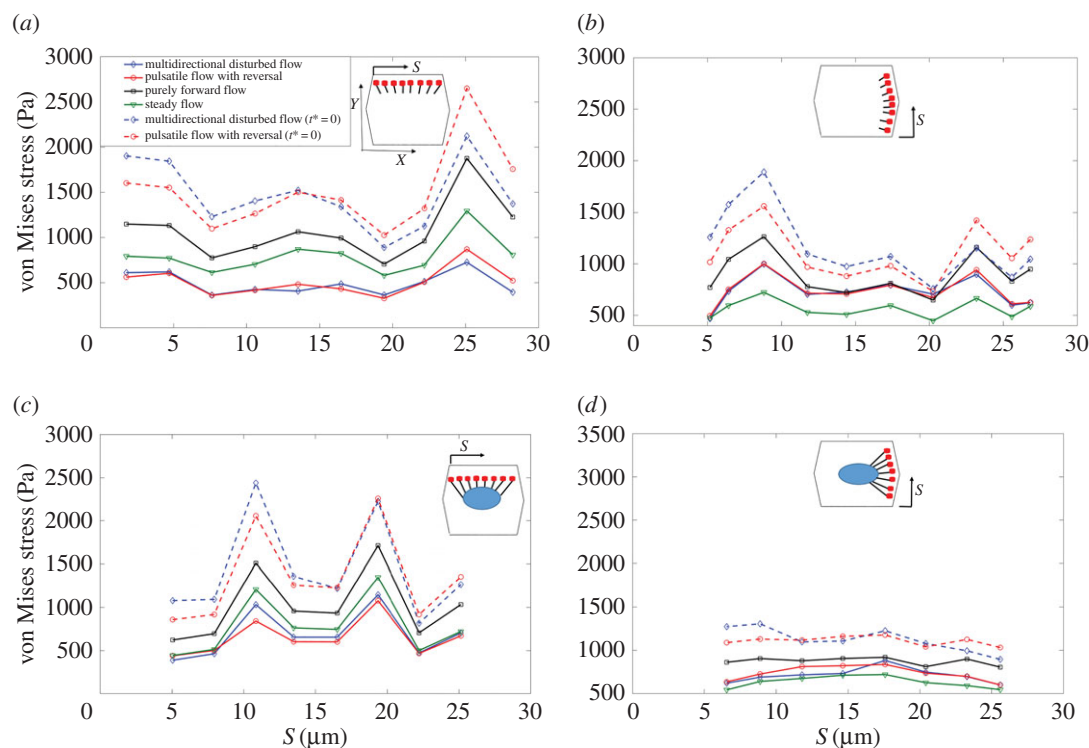 (a)
3000
2500
2000
1500
1000
500
von Mises stress (Pa)
multidirectional disturbed flow
pulsatile flow with reversal
purely forward flow
steady flow
multidirectional disturbed flow (t* = 0)
pulsatile flow with reversal (t* = 0)
S
Y
X
0 5 10 15 20 25 30
(b)
3000
2500
2000
1500
1000
500
S
0 5 10 15 20 25 30
(c)
3000
2500
2000
1500
1000
500
von Mises stress (Pa)
S
0 5 10 15 20 25 30
S (μm)
(d)
3500
3000
2500
2000
1500
1000
500
S
0 5 10 15 20 25 30
S (μm)